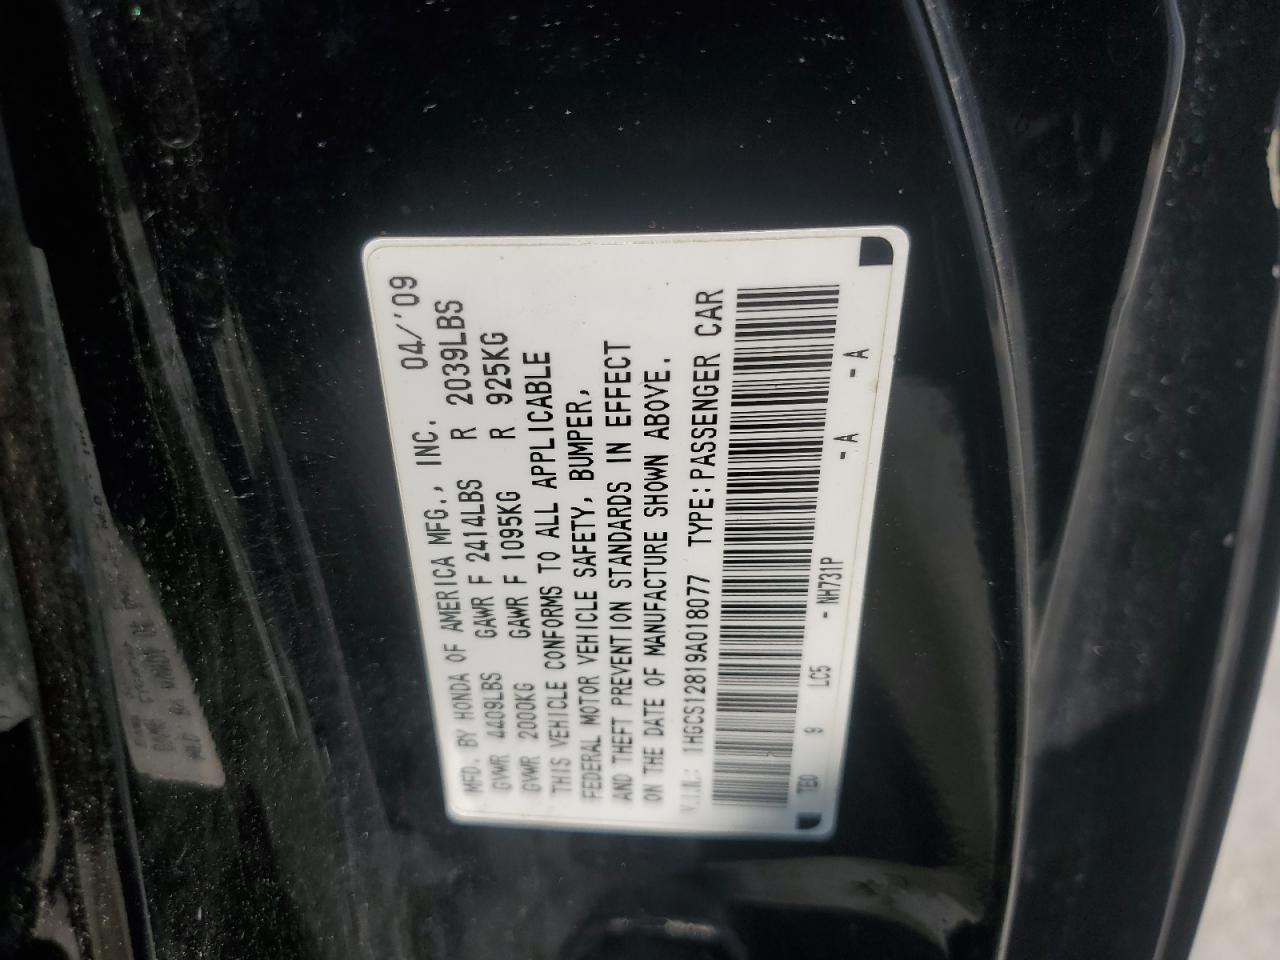 MFD. BY HONDA OF AMERICA MFG., INC. 04/'09
GVWR 4409LBS GAWR F 2414LBS R 2039LBS
GVWR 2000KG GAWR F 1095KG R 925KG
THIS VEHICLE CONFORMS TO ALL APPLICABLE
FEDERAL MOTOR VEHICLE SAFETY, BUMPER,
AND THEFT PREVENTION STANDARDS IN EFFECT
ON THE DATE OF MANUFACTURE SHOWN ABOVE.
V.I.N.: 1HGCS12819A018077 TYPE:PASSENGER CAR
TE0 9 LC5 - NH731P - A - A